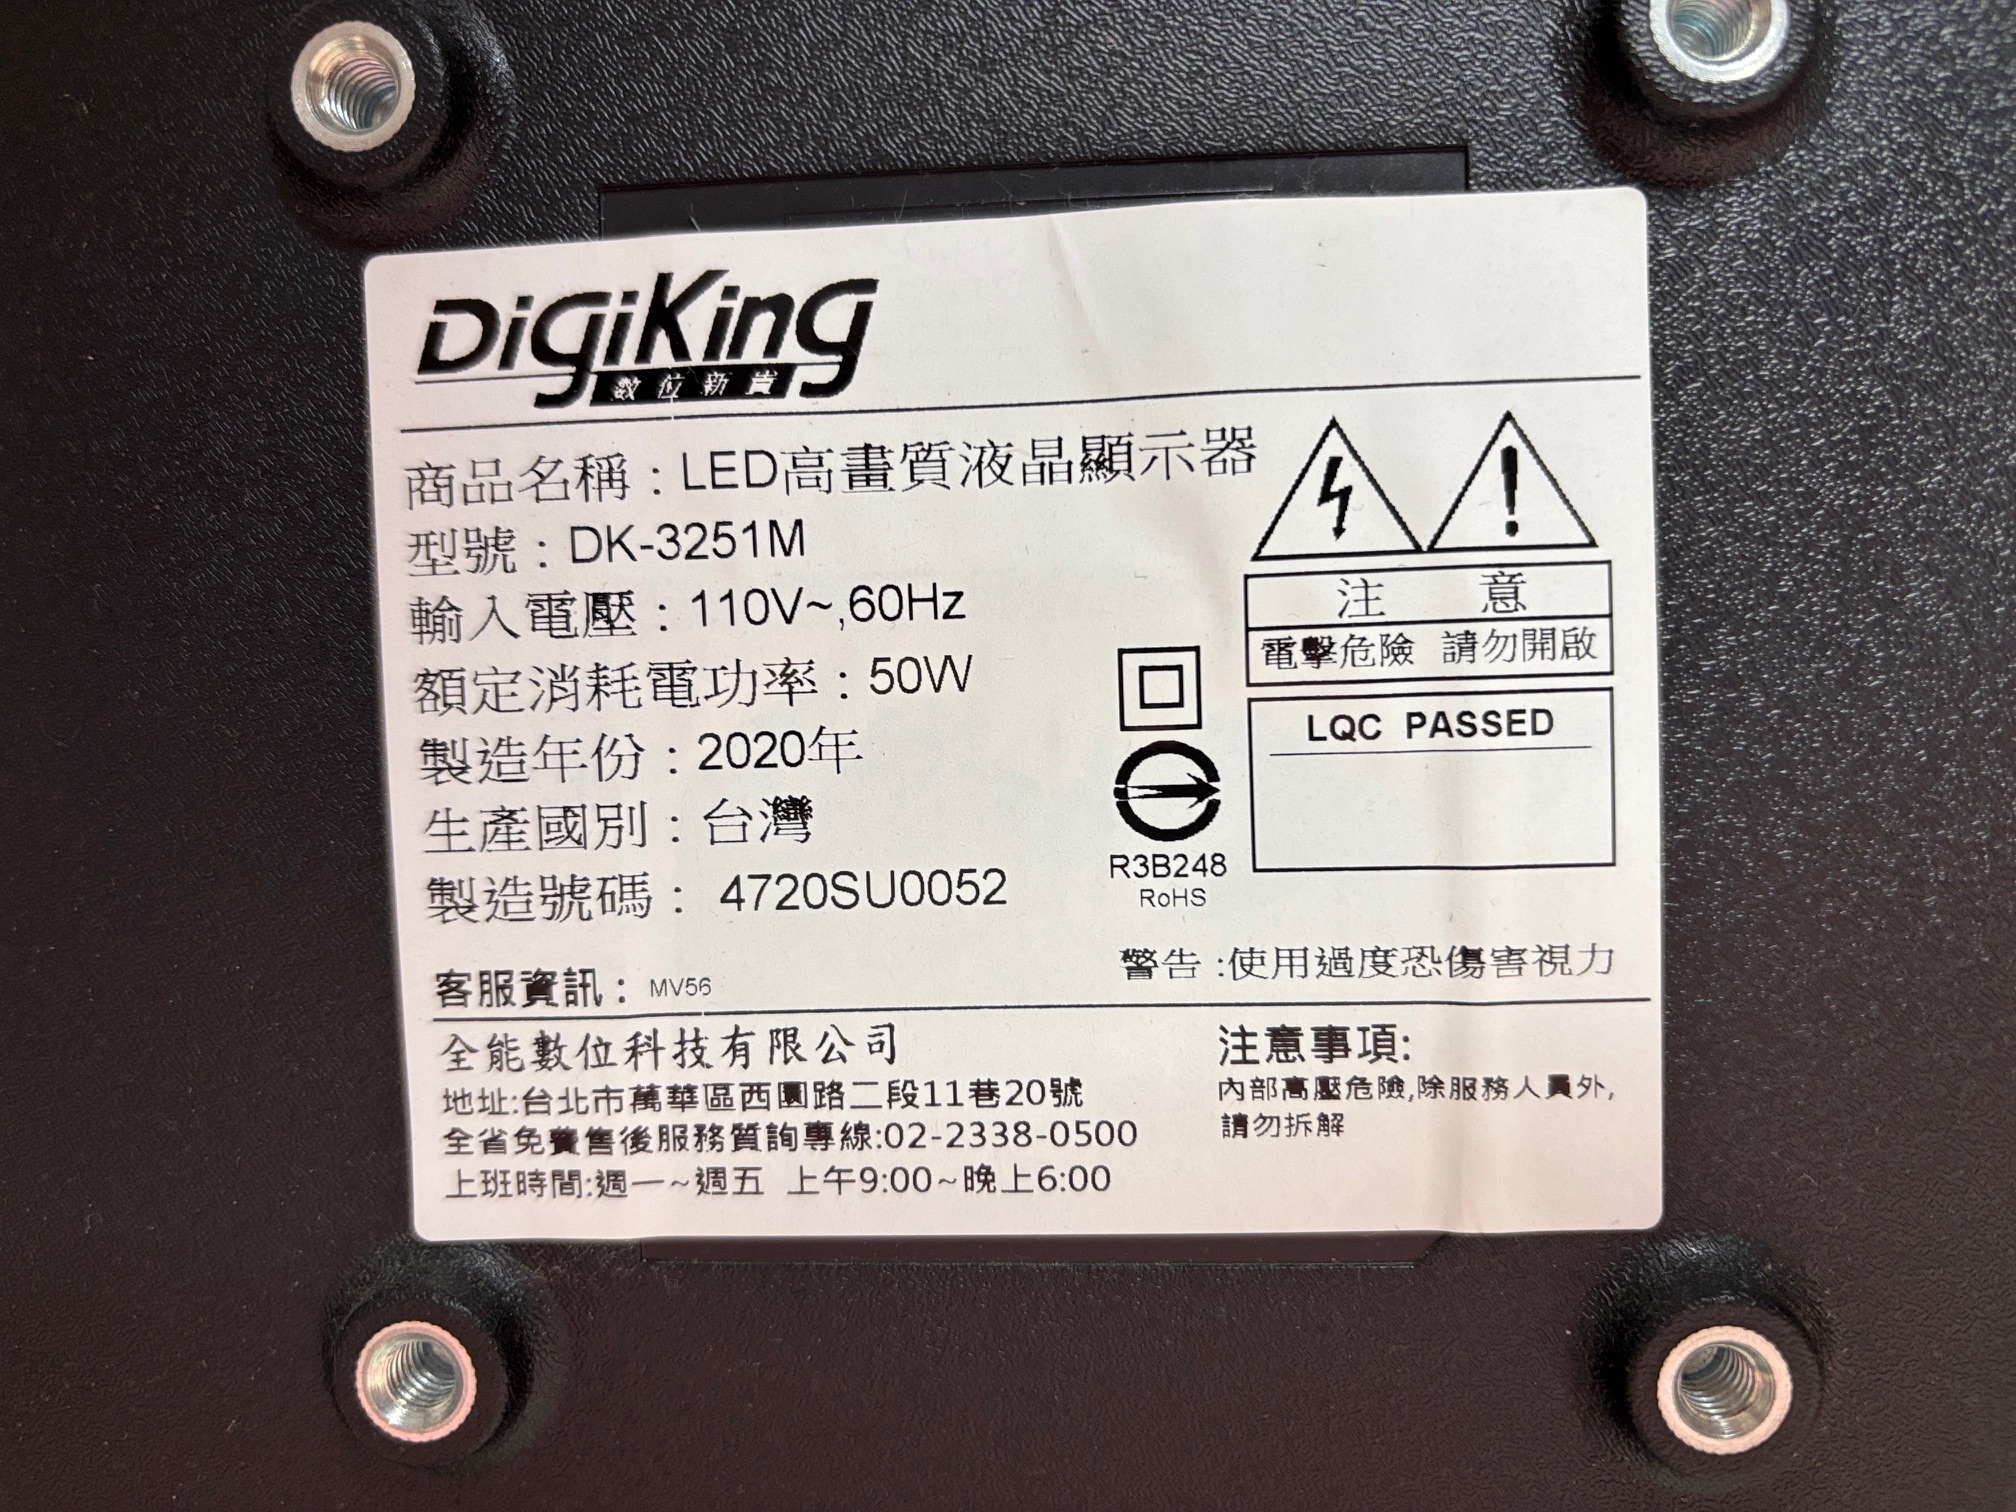 DigiKing
數位新貴
商品名稱：LED高畫質液晶顯示器
型號：DK-3251M
輸入電壓：110V~,60Hz
額定消耗電功率：50W
製造年份：2020年
生產國別：台灣
製造號碼： 4720SU0052
注 意
電擊危險 請勿開啟
LQC PASSED
R3B248
RoHS
警告:使用過度恐傷害視力
客服資訊： MV56
全能數位科技有限公司
地址:台北市萬華區西園路二段11巷20號
全省免費售後服務質詢專線:02-2338-0500
上班時間:週一~週五 上午9:00~晚上6:00
注意事項:
內部高壓危險,除服務人員外,
請勿拆解